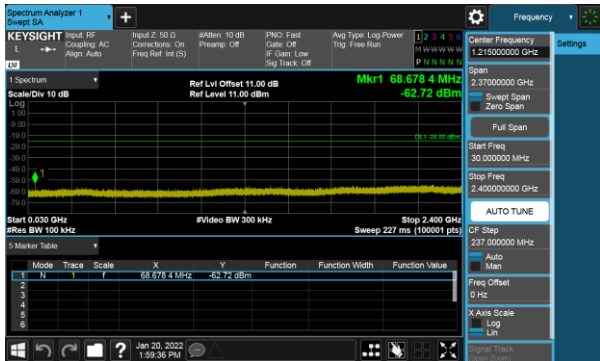 Spectrum Analyzer 1
Swept SA
+
Frequency
KEYSIGHT
L
Input: RF
Coupling: AC
Align: Auto
Input Z: 50 Ω
Corrections: On
Freq Ref: Int (S)
#Atten: 10 dB
Preamp: Off
PNO: Fast
Gate: Off
IF Gain: Low
Sig Track: Off
Avg Type: Log-Power
Trig: Free Run
1 2 3 4 5 6
M W W W W W
P N N N N N
1 Spectrum
Scale/Div 10 dB
Log
Ref Lvl Offset 11.00 dB
Ref Level 11.00 dBm
Mkr1 68.678 4 MHz
-62.72 dBm
1.00
-9.00
-19.0
-29.0
-39.0
-49.0
-59.0
-69.0
-79.0
DL1 -24.50 dBm
1
Start 0.030 GHz
#Res BW 100 kHz
#Video BW 300 kHz
Stop 2.400 GHz
Sweep 227 ms (100001 pts)
5 Marker Table
Mode Trace Scale X Y Function Function Width Function Value
1 N 1 f 68.678 4 MHz -62.72 dBm
2
3
4
5
6
Jan 20, 2022
1:59:36 PM
Center Frequency
1.215000000 GHz
Settings
Span
2.37000000 GHz
Swept Span
Zero Span
Full Span
Start Freq
30.000000 MHz
Stop Freq
2.400000000 GHz
AUTO TUNE
CF Step
237.000000 MHz
Auto
Man
Freq Offset
0 Hz
X Axis Scale
Log
Lin
Signal Track
(Span Zoom)